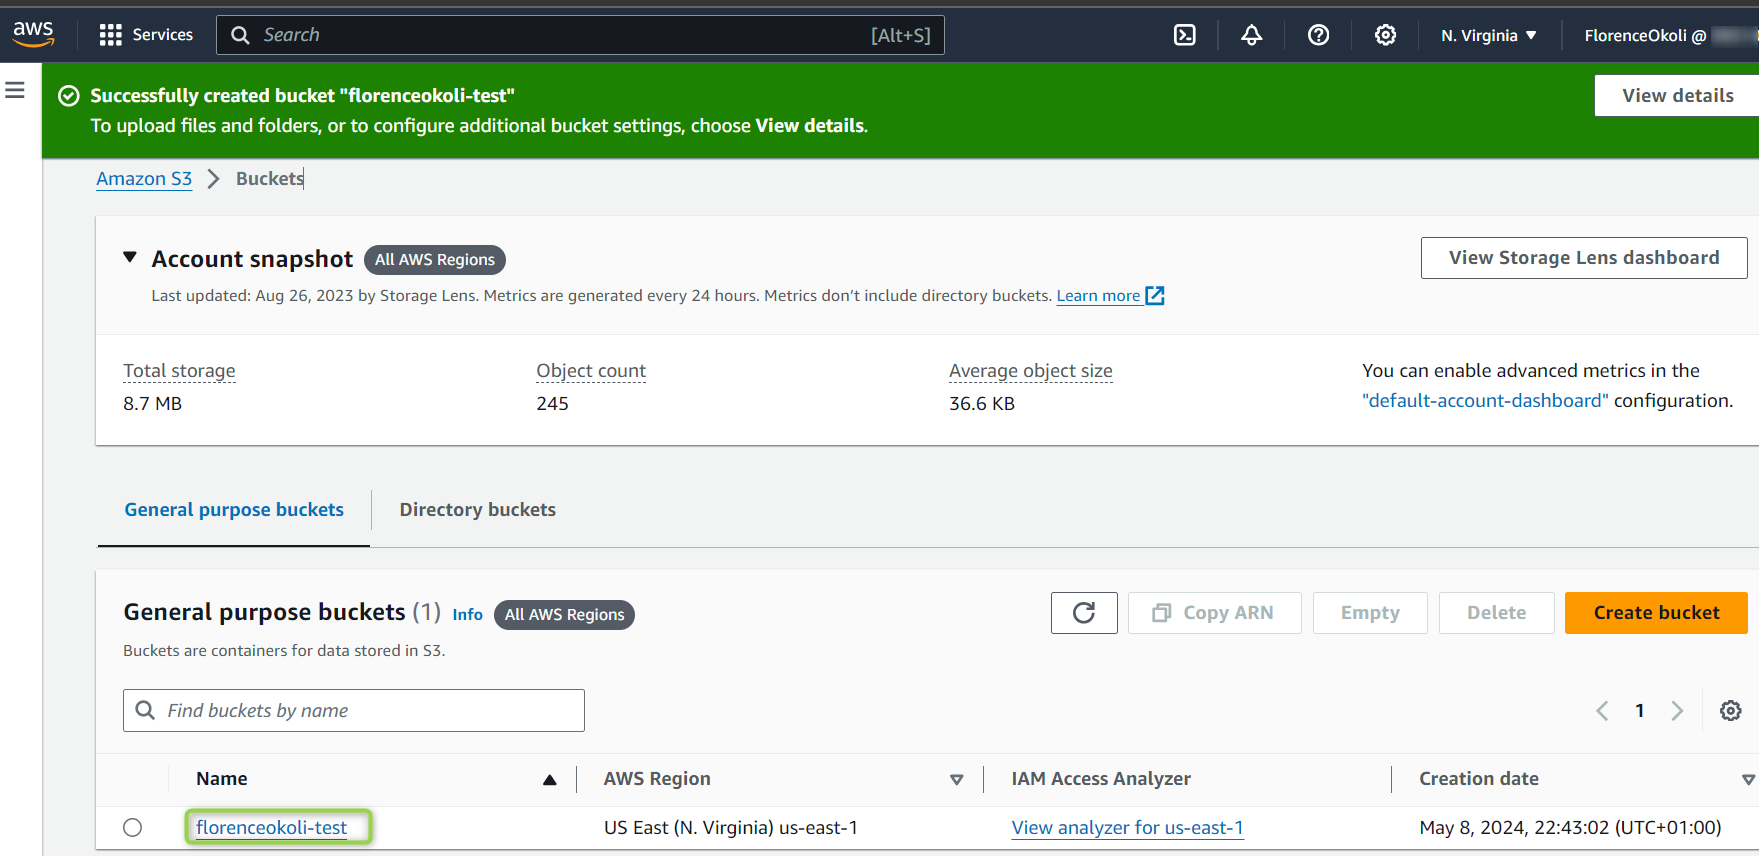 aws Services Search [Alt+S] N. Virginia FlorenceOkoli @
Successfully created bucket "florenceokoli-test" View details
To upload files and folders, or to configure additional bucket settings, choose View details.
Amazon S3 Buckets
Account snapshot All AWS Regions View Storage Lens dashboard
Last updated: Aug 26, 2023 by Storage Lens. Metrics are generated every 24 hours. Metrics don’t include directory buckets. Learn more
Total storage Object count Average object size You can enable advanced metrics in the
8.7 MB 245 36.6 KB "default-account-dashboard" configuration.
General purpose buckets Directory buckets
General purpose buckets (1) Info All AWS Regions Copy ARN Empty Delete Create bucket
Buckets are containers for data stored in S3.
Find buckets by name 1
Name AWS Region IAM Access Analyzer Creation date
florenceokoli-test US East (N. Virginia) us-east-1 View analyzer for us-east-1 May 8, 2024, 22:43:02 (UTC+01:00)